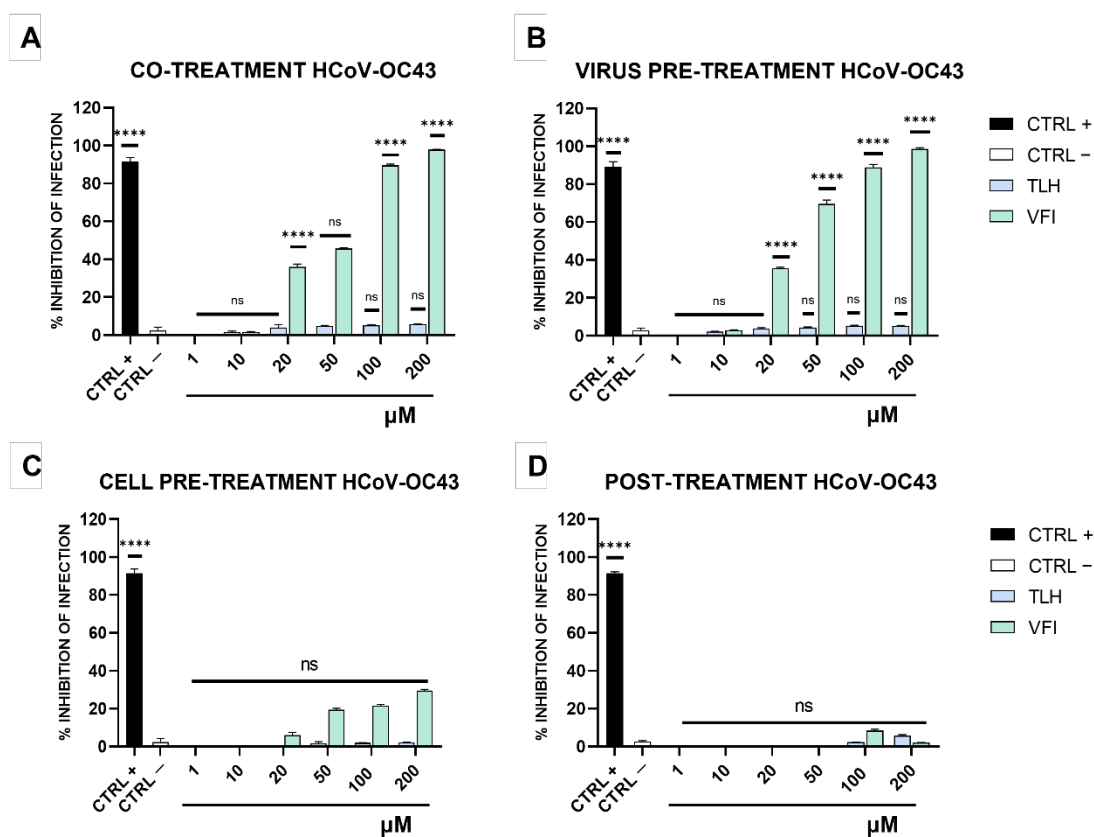 A
CO-TREATMENT HCoV-OC43
% INHIBITION OF INFECTION
120
100
80
60
40
20
0
****
ns
****
ns
****
ns
****
ns
CTRL +
CTRL –
1
10
20
50
100
200
µM
B
VIRUS PRE-TREATMENT HCoV-OC43
% INHIBITION OF INFECTION
120
100
80
60
40
20
0
****
ns
****
****
ns
****
ns
****
ns
CTRL +
CTRL –
1
10
20
50
100
200
µM
CTRL +
CTRL –
TLH
VFI
C
CELL PRE-TREATMENT HCoV-OC43
% INHIBITION OF INFECTION
120
100
80
60
40
20
0
****
ns
CTRL +
CTRL –
1
10
20
50
100
200
µM
D
POST-TREATMENT HCoV-OC43
% INHIBITION OF INFECTION
120
100
80
60
40
20
0
****
ns
CTRL +
CTRL –
1
10
20
50
100
200
µM
CTRL +
CTRL –
TLH
VFI